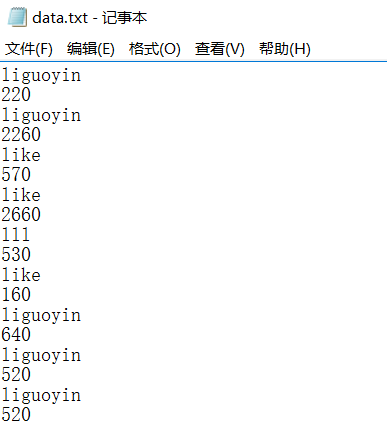 data.txt - 记事本
文件(F) 编辑(E) 格式(O) 查看(V) 帮助(H)
liguoyin
220
liguoyin
2260
like
570
like
2660
lll
530
like
160
liguoyin
640
liguoyin
520
liguoyin
520